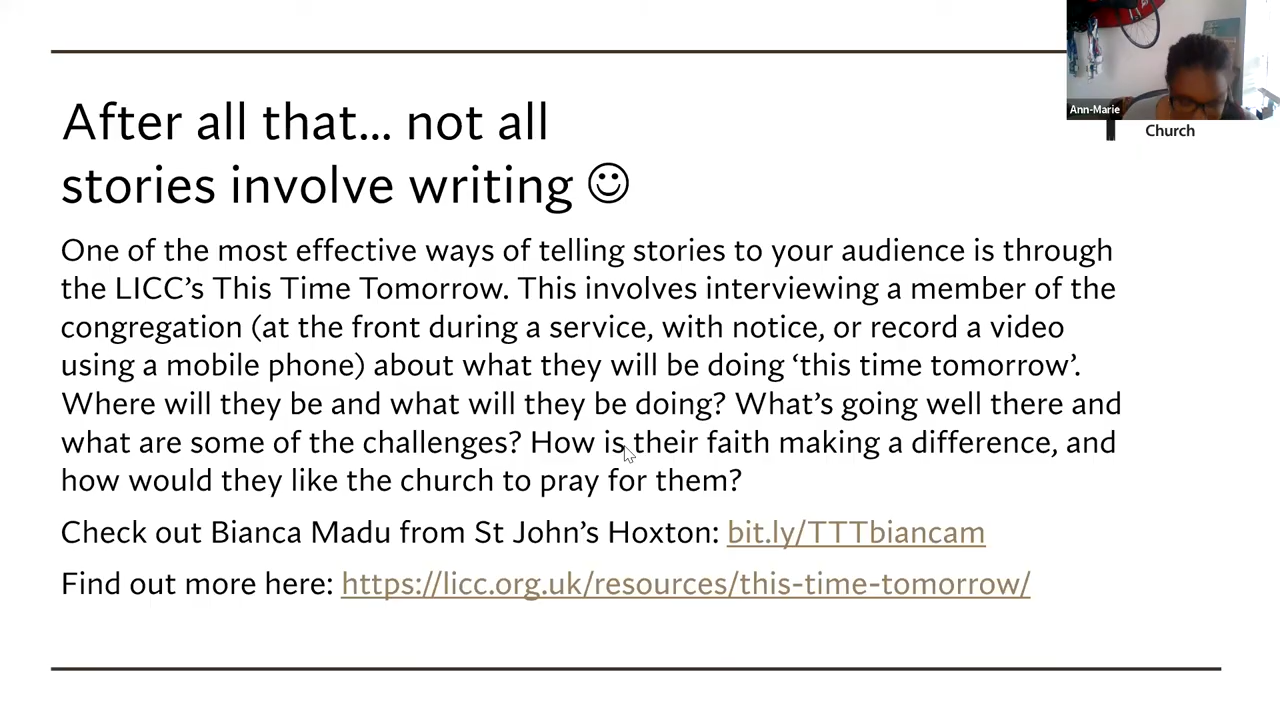 After all that... not all
stories involve writing ☺
One of the most effective ways of telling stories to your audience is through
the LICC’s This Time Tomorrow. This involves interviewing a member of the
congregation (at the front during a service, with notice, or record a video
using a mobile phone) about what they will be doing ‘this time tomorrow’.
Where will they be and what will they be doing? What’s going well there and
what are some of the challenges? How is their faith making a difference, and
how would they like the church to pray for them?
Check out Bianca Madu from St John’s Hoxton: bit.ly/TTTbiancam
Find out more here: https://licc.org.uk/resources/this-time-tomorrow/
Ann-Marie
Church